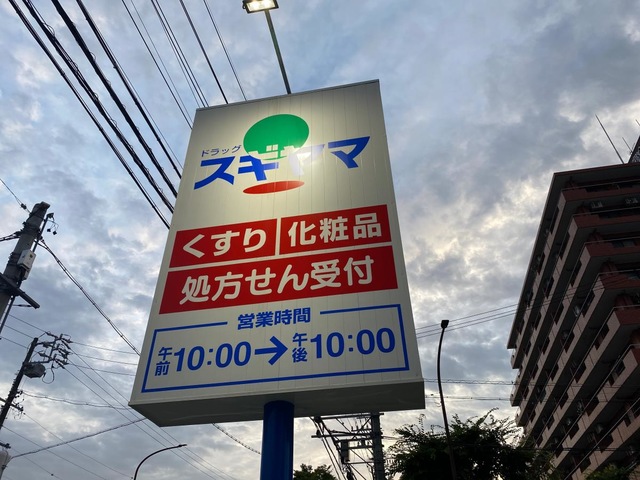 ドラッグ
スギヤマ
くすり 化粧品
処方せん受付
営業時間
午前10:00→午後10:00